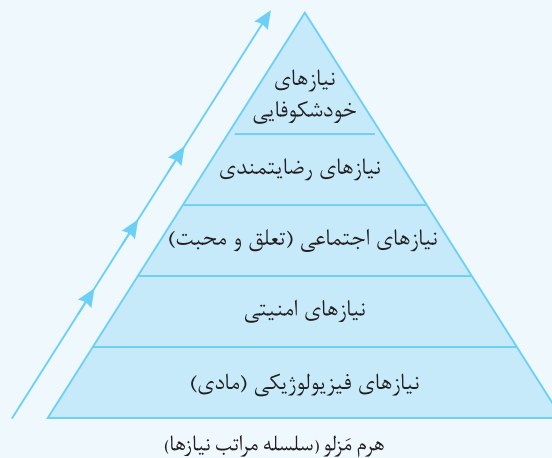 نیازهای
خودشکوفایی
نیازهای رضایتمندی
نیازهای اجتماعی (تعلق و محبت)
نیازهای امنیتی
نیازهای فیزیولوژیکی (مادی)
هرم مَزلو (سلسله مراتب نیازها)